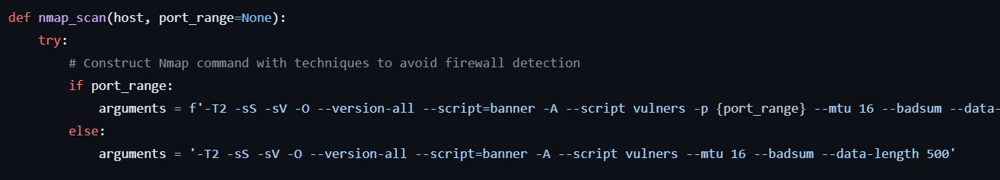 def nmap_scan(host, port_range=None):
    try:
        # Construct Nmap command with techniques to avoid firewall detection
        if port_range:
            arguments = f'-T2 -sS -sV -O --version-all --script=banner -A --script vulners -p {port_range} --mtu 16 --badsum --data-
        else:
            arguments = '-T2 -sS -sV -O --version-all --script=banner -A --script vulners --mtu 16 --badsum --data-length 500'